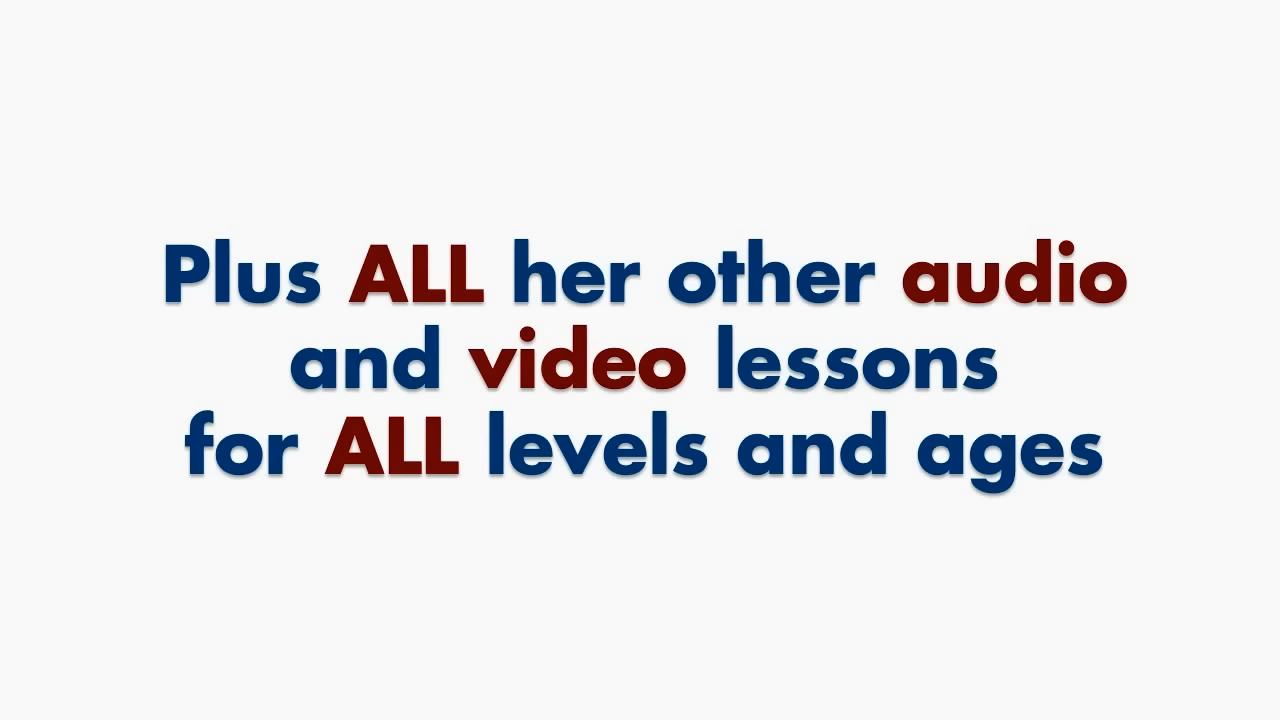 Plus ALL her other audio
and video lessons
for ALL levels and ages